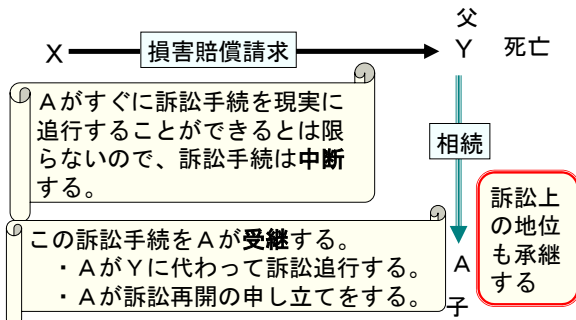 父
X
損害賠償請求
Y
死亡
Aがすぐに訴訟手続を現実に
追行することができるとは限
らないので、訴訟手続は中断
する。
相続
訴訟上
の地位
も承継
する
この訴訟手続をAが受継する。
・AがYに代わって訴訟追行する。
・Aが訴訟再開の申し立てをする。
A
子